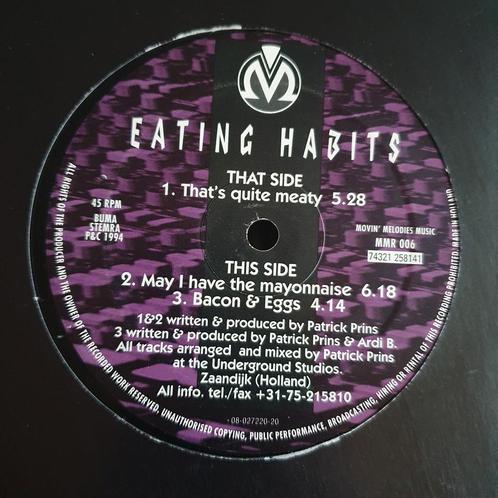 M
EATING HABITS
THAT SIDE
1. That's quite meaty 5.28
45 RPM
BUMA
STEMRA
P&C 1994
MOVIN' MELODIES MUSIC
MMR 006
74321 258141
THIS SIDE
2. May I have the mayonnaise 6.18
3. Bacon & Eggs 4.14
1&2 written & produced by Patrick Prins
3 written & produced by Patrick Prins & Ardi B.
All tracks arranged and mixed by Patrick Prins
at the Underground Studios.
Zaandijk (Holland)
All info. tel./fax +31-75-215810
08-027220-20
ALL RIGHTS OF THE PRODUCER AND THE OWNER OF THE RECORDED WORK RESERVED. UNAUTHORISED COPYING, PUBLIC PERFORMANCE, BROADCASTING, HIRING OR RENTAL OF THIS RECORDING PROHIBITED. MADE IN HOLLAND